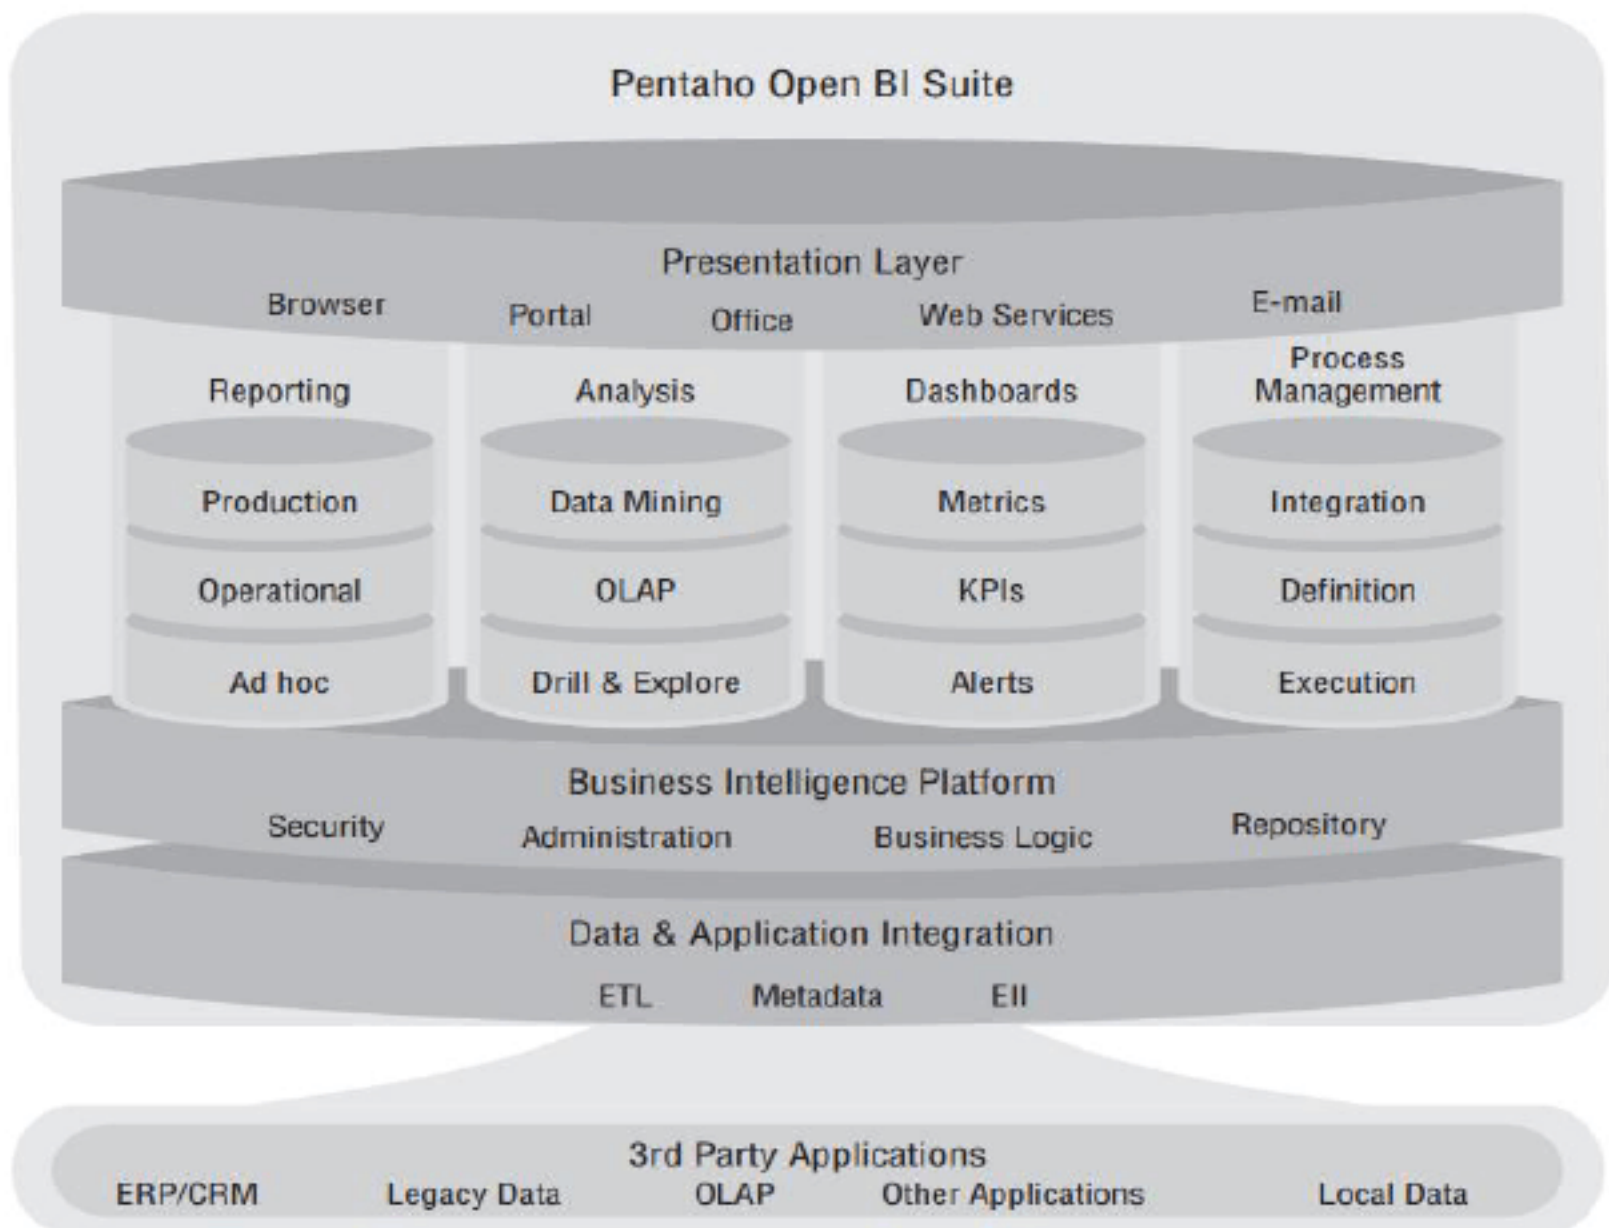 Pentaho Open BI Suite
Presentation Layer
Browser Portal Office Web Services E-mail
Reporting Analysis Dashboards Process Management
Production Data Mining Metrics Integration
Operational OLAP KPIs Definition
Ad hoc Drill & Explore Alerts Execution
Business Intelligence Platform
Security Administration Business Logic Repository
Data & Application Integration
ETL Metadata EII
3rd Party Applications
ERP/CRM Legacy Data OLAP Other Applications Local Data